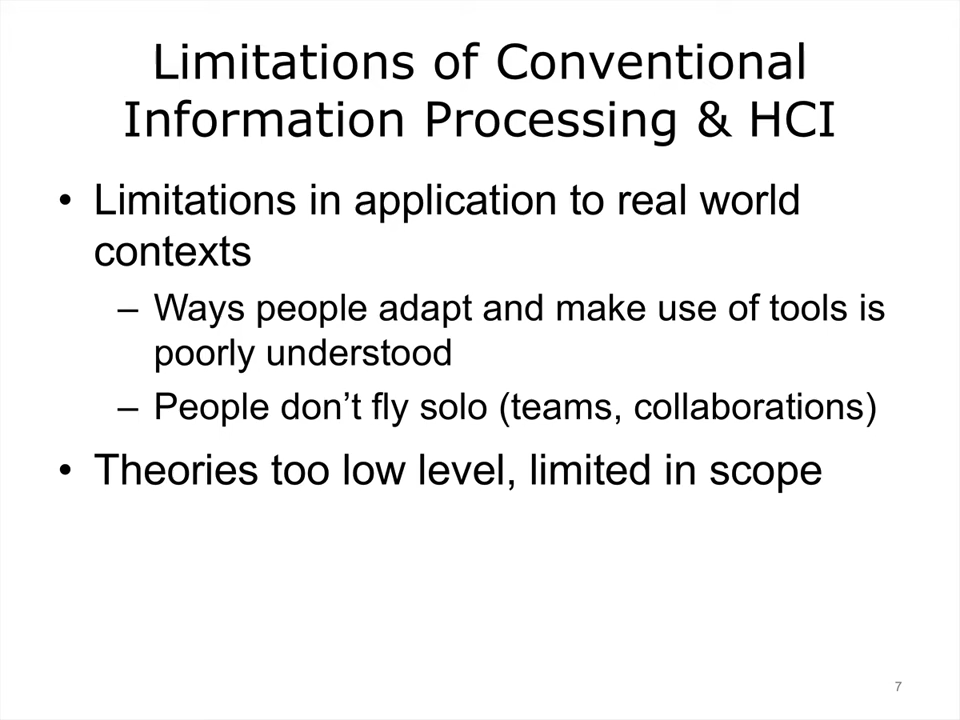 Limitations of Conventional
Information Processing & HCI
• Limitations in application to real world
contexts
– Ways people adapt and make use of tools is
poorly understood
– People don’t fly solo (teams, collaborations)
• Theories too low level, limited in scope
7